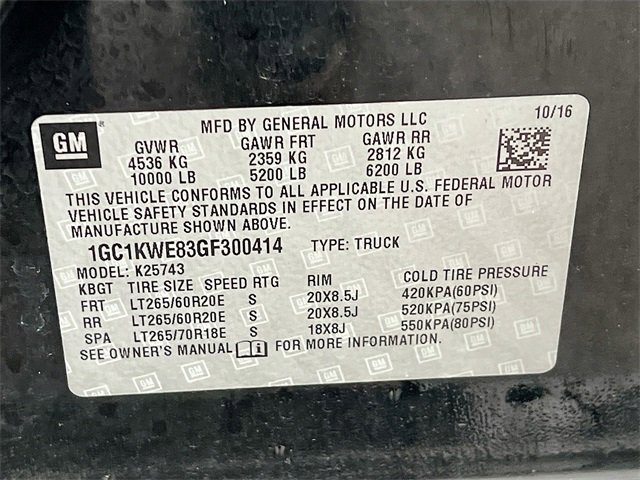 GM
MFD BY GENERAL MOTORS LLC 10/16
GVWR GAWR FRT GAWR RR
4536 KG 2359 KG 2812 KG
10000 LB 5200 LB 6200 LB
THIS VEHICLE CONFORMS TO ALL APPLICABLE U.S. FEDERAL MOTOR
VEHICLE SAFETY STANDARDS IN EFFECT ON THE DATE OF
MANUFACTURE SHOWN ABOVE.
1GC1KWE83GF300414 TYPE: TRUCK
MODEL: K25743
KBGT TIRE SIZE SPEED RTG RIM COLD TIRE PRESSURE
FRT LT265/60R20E S 20X8.5J 420KPA(60PSI)
RR LT265/60R20E S 20X8.5J 520KPA(75PSI)
SPA LT265/70R18E S 18X8J 550KPA(80PSI)
SEE OWNER'S MANUAL FOR MORE INFORMATION.